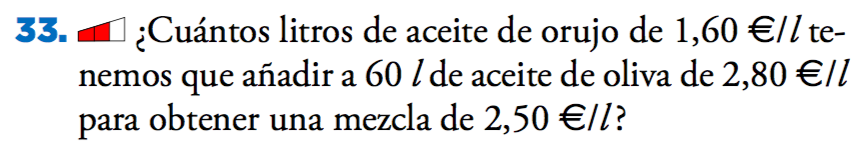 33. ¿Cuántos litros de aceite de orujo de 1,60 €/l te-
nemos que añadir a 60 l de aceite de oliva de 2,80 €/l
para obtener una mezcla de 2,50 €/l?